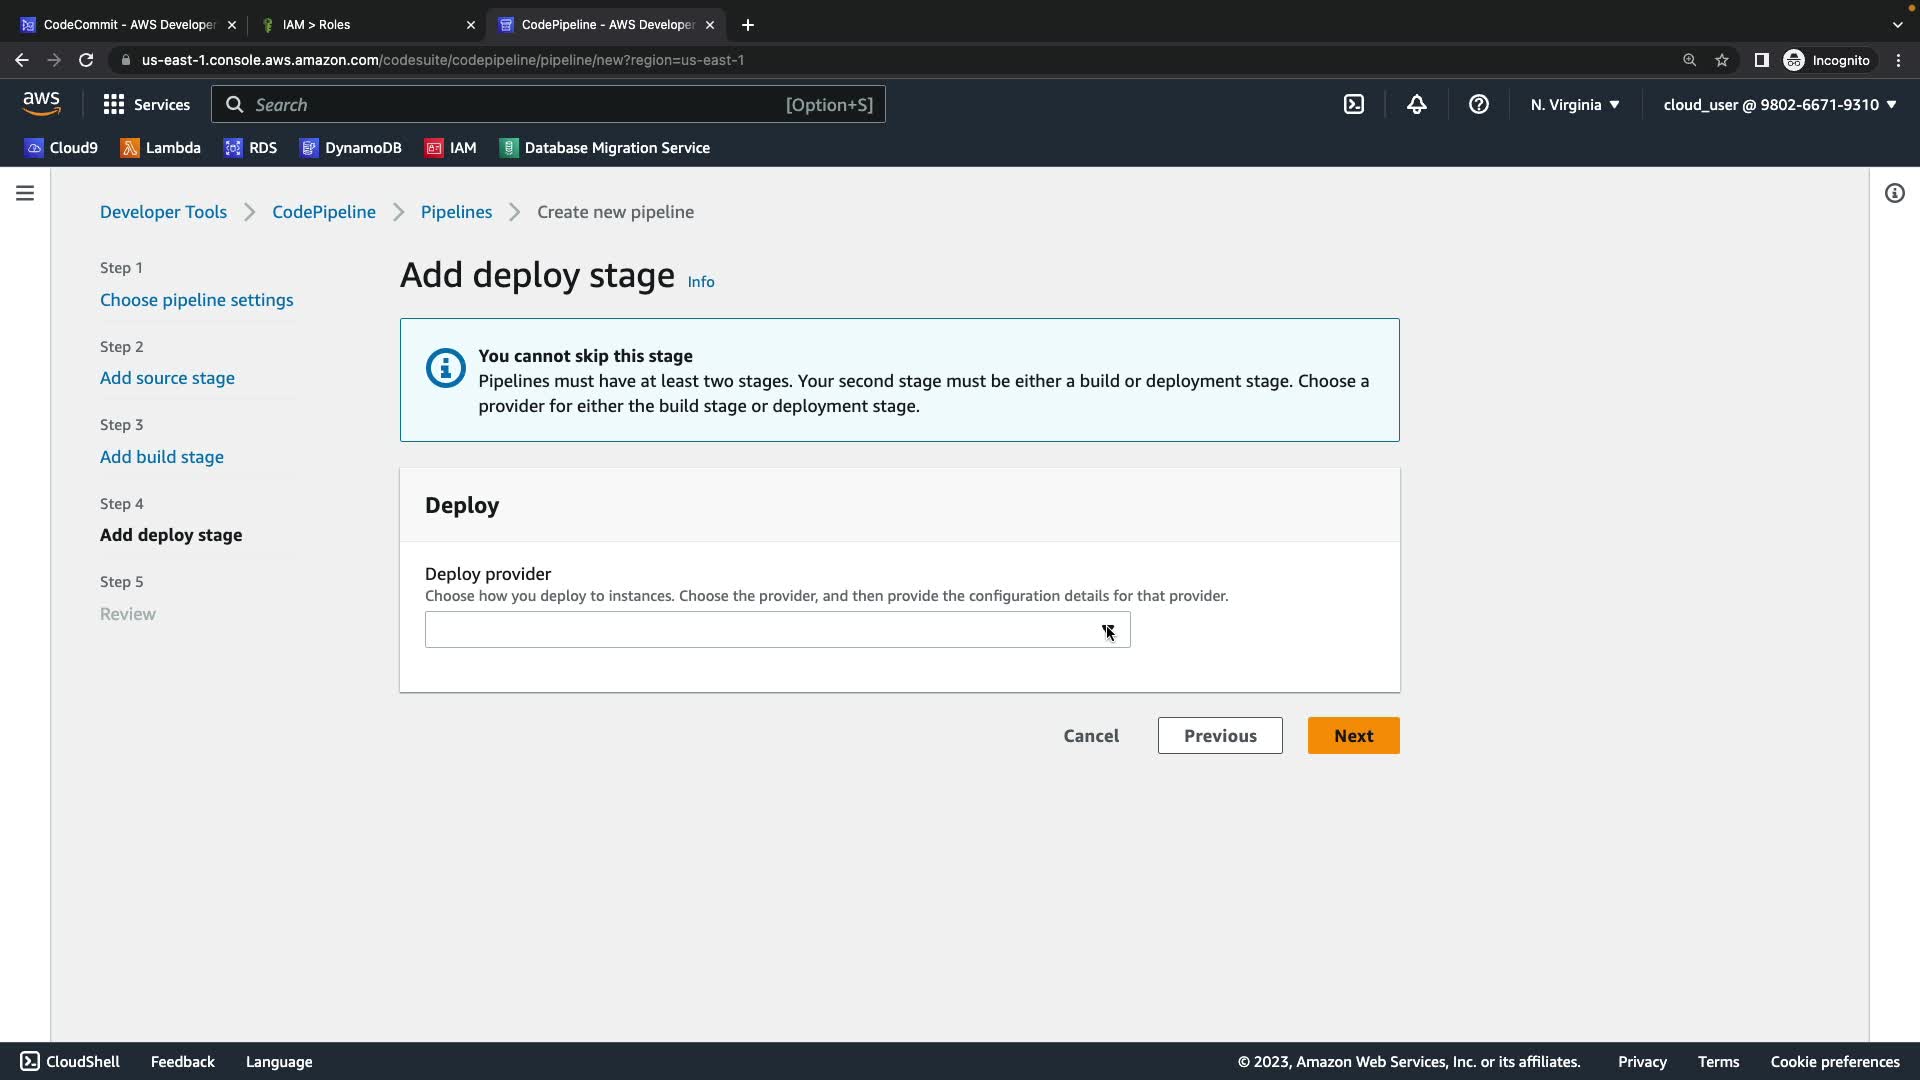 CodeCommit - AWS Developer
IAM > Roles
CodePipeline - AWS Developer
us-east-1.console.aws.amazon.com/codesuite/codepipeline/pipeline/new?region=us-east-1
Incognito
aws
Services
Search
[Option+S]
N. Virginia
cloud_user @ 9802-6671-9310
Cloud9
Lambda
RDS
DynamoDB
IAM
Database Migration Service
Developer Tools
CodePipeline
Pipelines
Create new pipeline
Step 1
Choose pipeline settings
Step 2
Add source stage
Step 3
Add build stage
Step 4
Add deploy stage
Step 5
Review
Add deploy stage Info
You cannot skip this stage
Pipelines must have at least two stages. Your second stage must be either a build or deployment stage. Choose a
provider for either the build stage or deployment stage.
Deploy
Deploy provider
Choose how you deploy to instances. Choose the provider, and then provide the configuration details for that provider.
Cancel
Previous
Next
CloudShell
Feedback
Language
© 2023, Amazon Web Services, Inc. or its affiliates.
Privacy
Terms
Cookie preferences